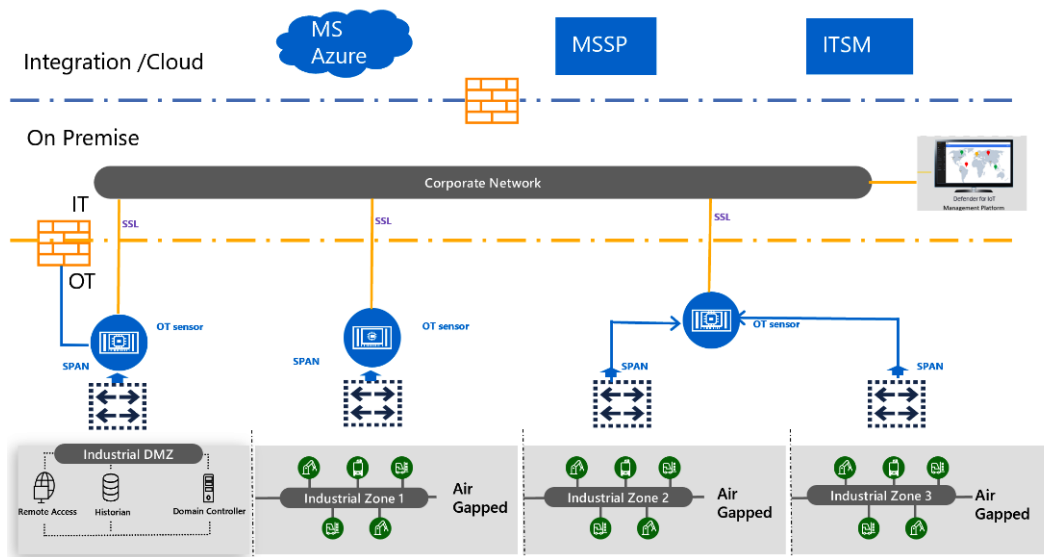 MS
Azure
MSSP
ITSM
Integration /Cloud
On Premise
Corporate Network
Defender for IoT
Management Platform
IT
SSL
SSL
SSL
OT
OT sensor
OT sensor
OT sensor
SPAN
SPAN
SPAN
SPAN
Industrial DMZ
Remote Access
Historian
Domain Controller
Industrial Zone 1
Air
Gapped
Industrial Zone 2
Air
Gapped
Industrial Zone 3
Air
Gapped